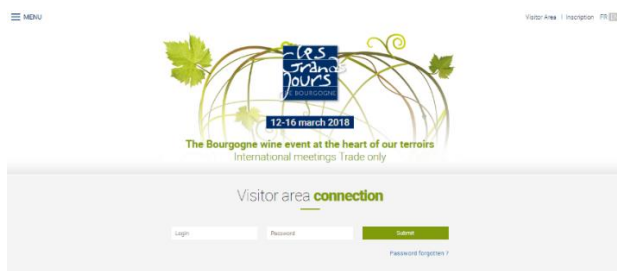 MENU
Visitor Area | Inscription FR
Les
Grands
Jours
DE BOURGOGNE
12-16 march 2018
The Bourgogne wine event at the heart of our terroirs
International meetings Trade only
Visitor area connection
Login
Password
Submit
Password forgotten ?